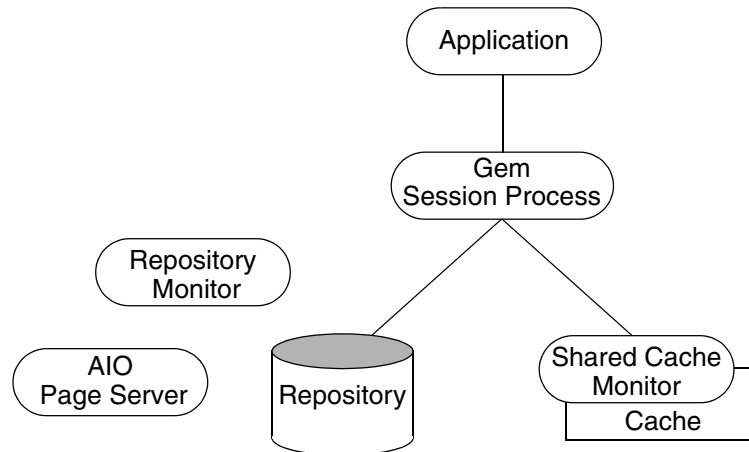 Application
Gem
Session Process
Repository
Monitor
AIO
Page Server
Repository
Shared Cache
Monitor
Cache